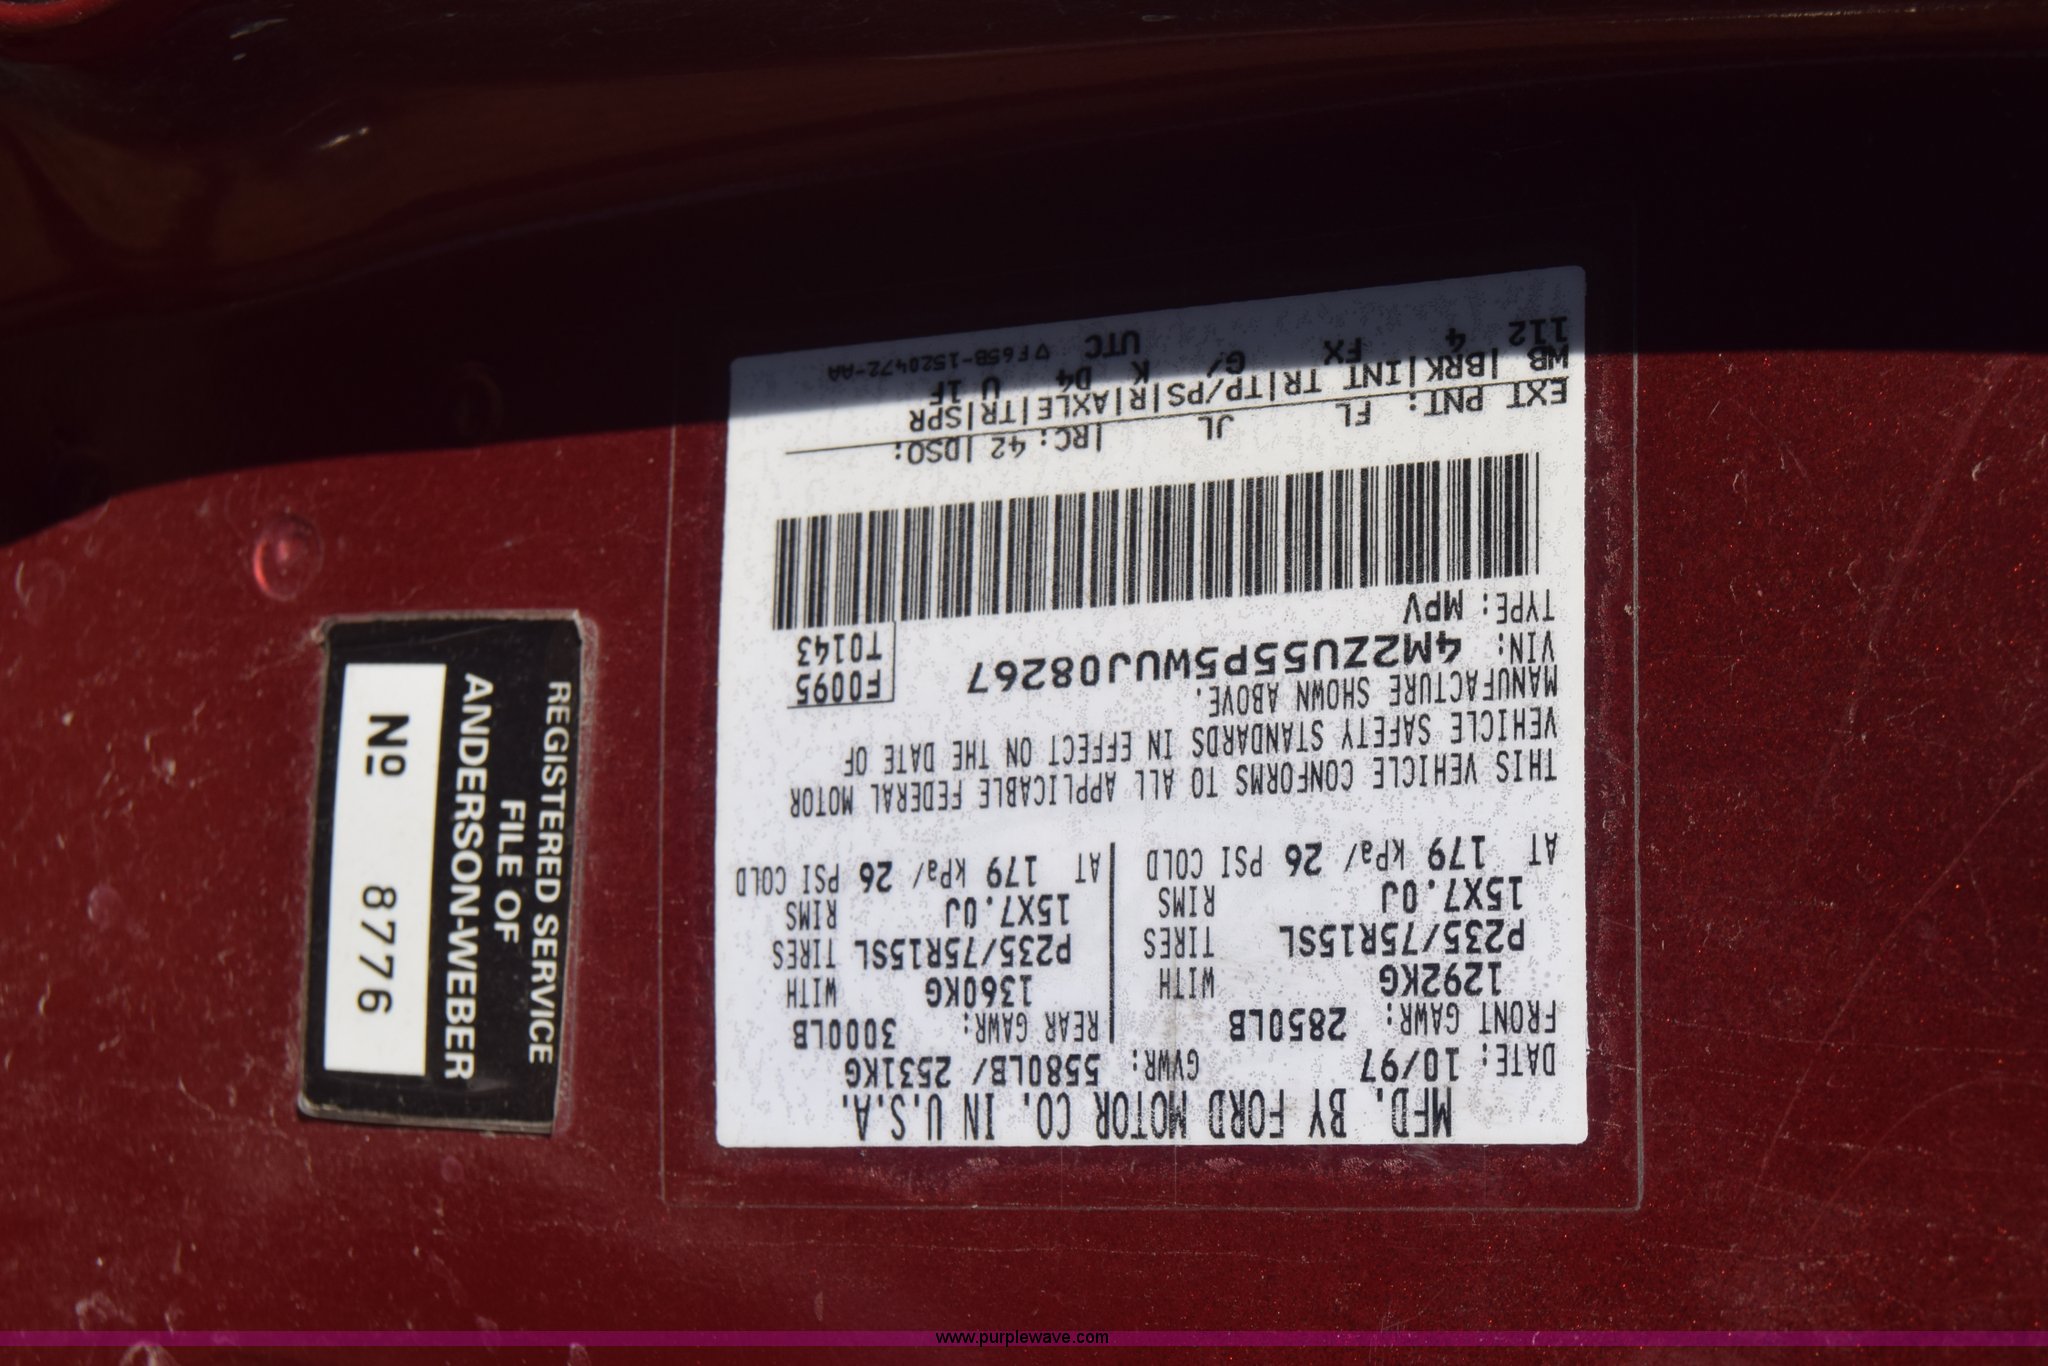 MFD. BY FORD MOTOR CO. IN U.S.A.
DATE: 10/97 GVWR: 5580LB/ 2531KG
FRONT GAWR: 2850LB
1292KG WITH
P235/75R15SL TIRES
15X7.0J RIMS
AT 179 kPa/ 26 PSI COLD
REAR GAWR: 3000LB
1360KG WITH
P235/75R15SL TIRES
15X7.0J RIMS
AT 179 kPa/ 26 PSI COLD
THIS VEHICLE CONFORMS TO ALL APPLICABLE FEDERAL MOTOR
VEHICLE SAFETY STANDARDS IN EFFECT ON THE DATE OF
MANUFACTURE SHOWN ABOVE.
VIN: 4M2ZU55P5WUJ08267
TYPE: MPV
F0095
T0143
EXT PNT: FL JL |RC: 42 |DSO:
WB |BRK|INT TR|TP/PS|R|AXLE|TR|SPR
112 4 FX G/ K D4 U 1F
UTC ▽F65B-1520472-AA
REGISTERED SERVICE
FILE OF
ANDERSON-WEBER
Nº 8776
www.purplewave.com